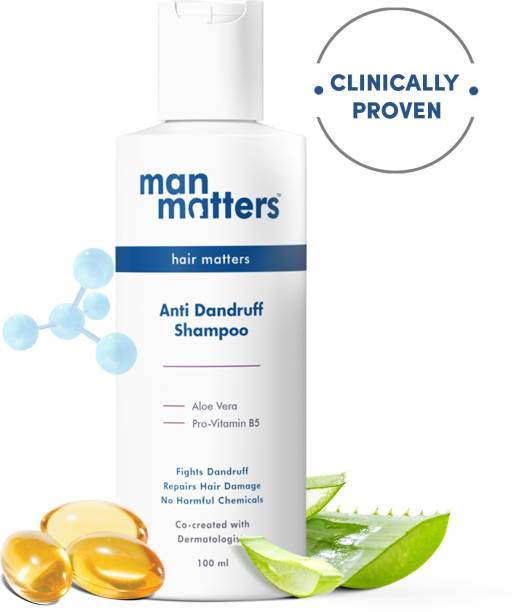 CLINICALLY
PROVEN
man
matters™
hair matters
Anti Dandruff
Shampoo
Aloe Vera
Pro-Vitamin B5
Fights Dandruff
Repairs Hair Damage
No Harmful Chemicals
Co-created with
100 ml